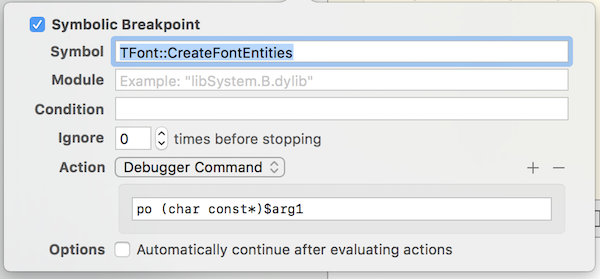 Symbolic Breakpoint
Symbol TFont::CreateFontEntities
Module Example: "libSystem.B.dylib"
Condition
Ignore 0 times before stopping
Action Debugger Command + −
po (char const*)$arg1
Options Automatically continue after evaluating actions